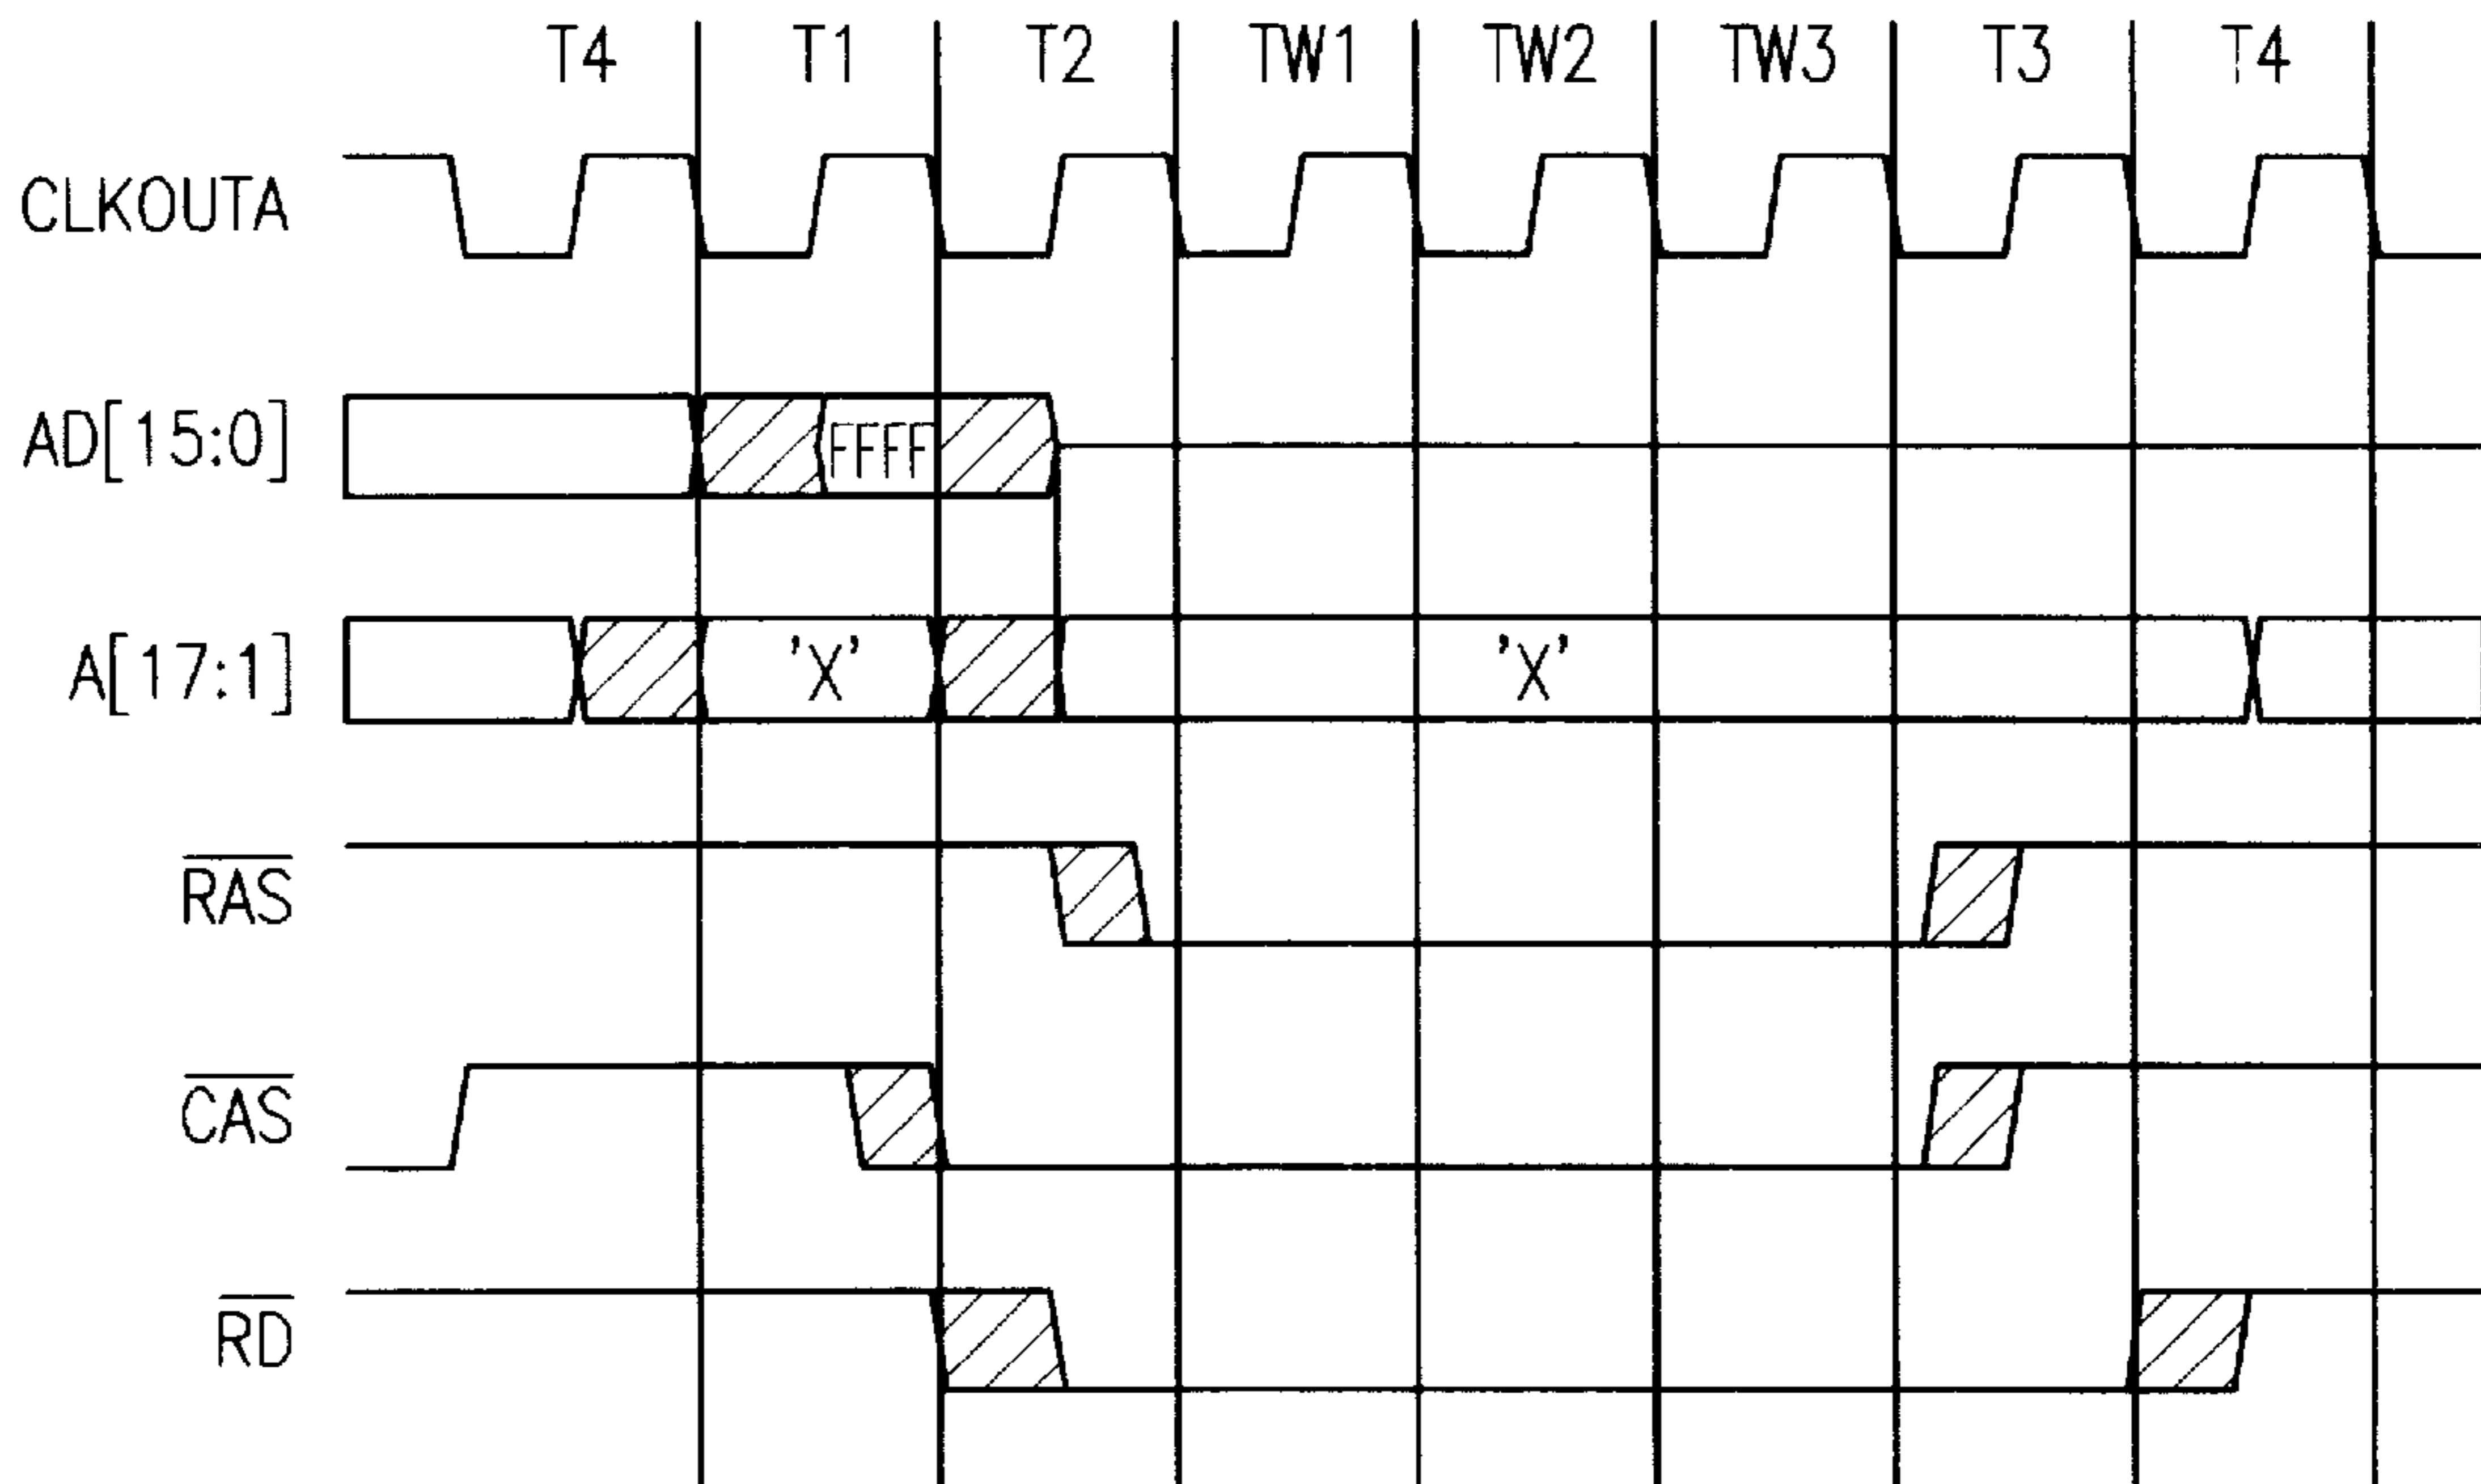 T4 T1 T2 TW1 TW2 TW3 T3 T4
CLKOUTA
AD[15:0] FFFF
A[17:1] 'X' 'X'
RAS
CAS
RD